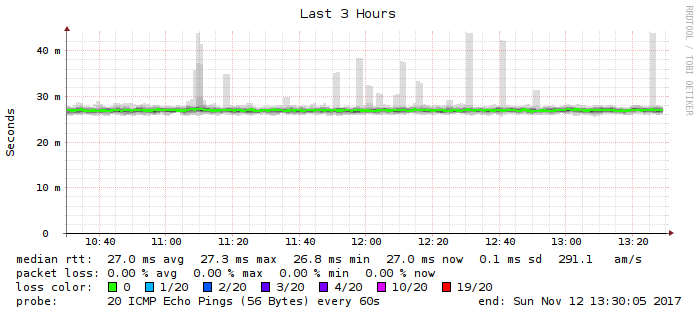 Last 3 Hours
RRDTOOL / TOBI OETIKER
Seconds
40 m
30 m
20 m
10 m
0
10:40 11:00 11:20 11:40 12:00 12:20 12:40 13:00 13:20
median rtt: 27.0 ms avg 27.3 ms max 26.8 ms min 27.0 ms now 0.1 ms sd 291.1 am/s
packet loss: 0.00 % avg 0.00 % max 0.00 % min 0.00 % now
loss color: 0 1/20 2/20 3/20 4/20 10/20 19/20
probe: 20 ICMP Echo Pings (56 Bytes) every 60s end: Sun Nov 12 13:30:05 2017